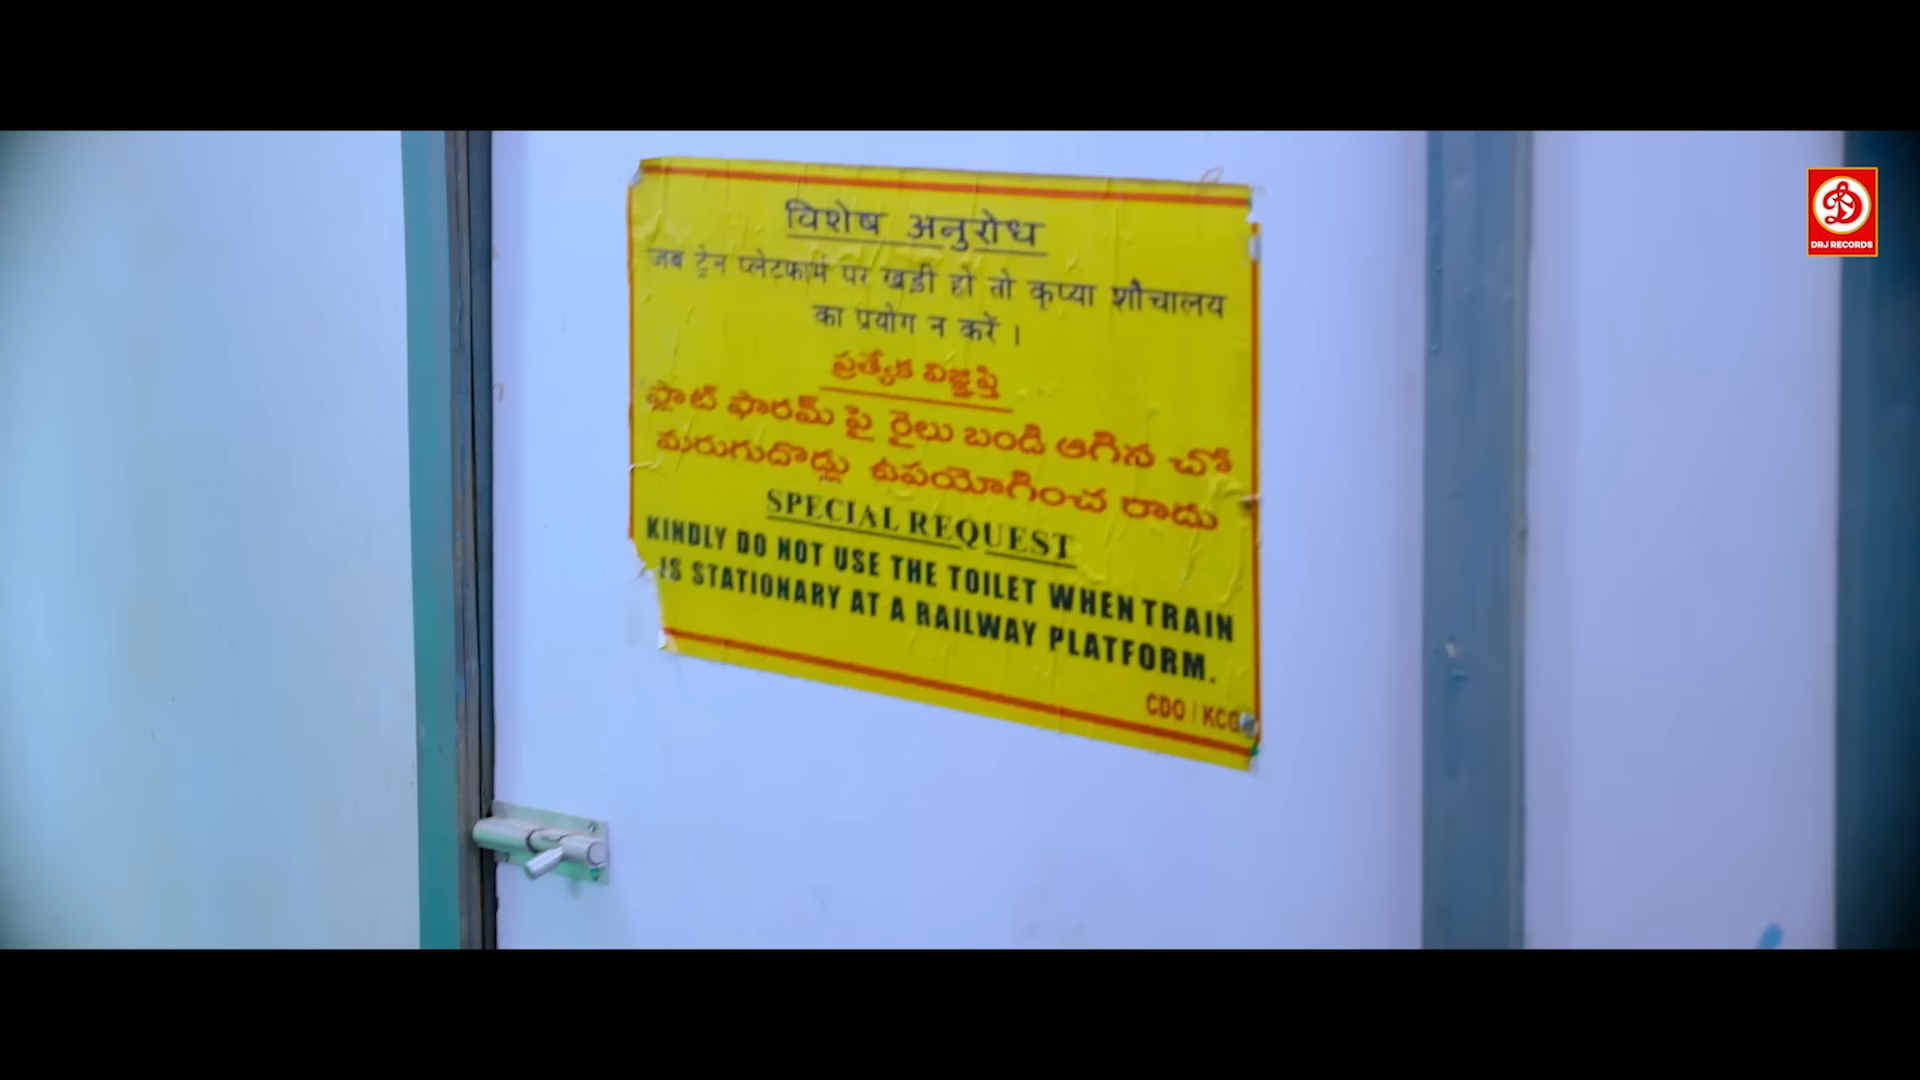 विशेष अनुरोध
जब ट्रेन प्लेटफार्म पर खड़ी हो तो कृप्या शौचालय
का प्रयोग न करें ।
ప్రత్యేక విజ్ఞప్తి
ప్లాట్ ఫారమ్ పై రైలు బండి ఆగిన చో
మరుగుదొడ్లు ఉపయోగించ రాదు
SPECIAL REQUEST
KINDLY DO NOT USE THE TOILET WHEN TRAIN
IS STATIONARY AT A RAILWAY PLATFORM.
CDO / KCG
DRJ RECORDS